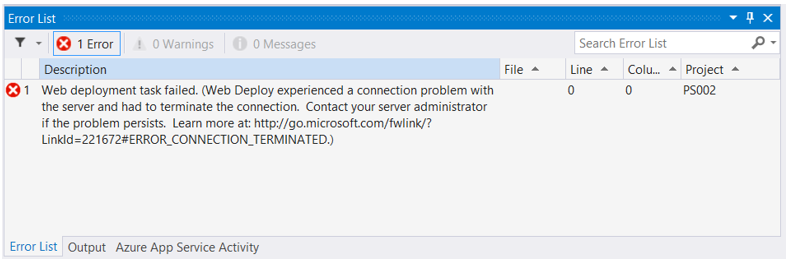 Error List
1 Error
0 Warnings
0 Messages
Search Error List
Description
File
Line
Colu...
Project
1
Web deployment task failed. (Web Deploy experienced a connection problem with
the server and had to terminate the connection.  Contact your server administrator
if the problem persists.  Learn more at: http://go.microsoft.com/fwlink/?
LinkId=221672#ERROR_CONNECTION_TERMINATED.)
0
0
PS002
Error List
Output
Azure App Service Activity